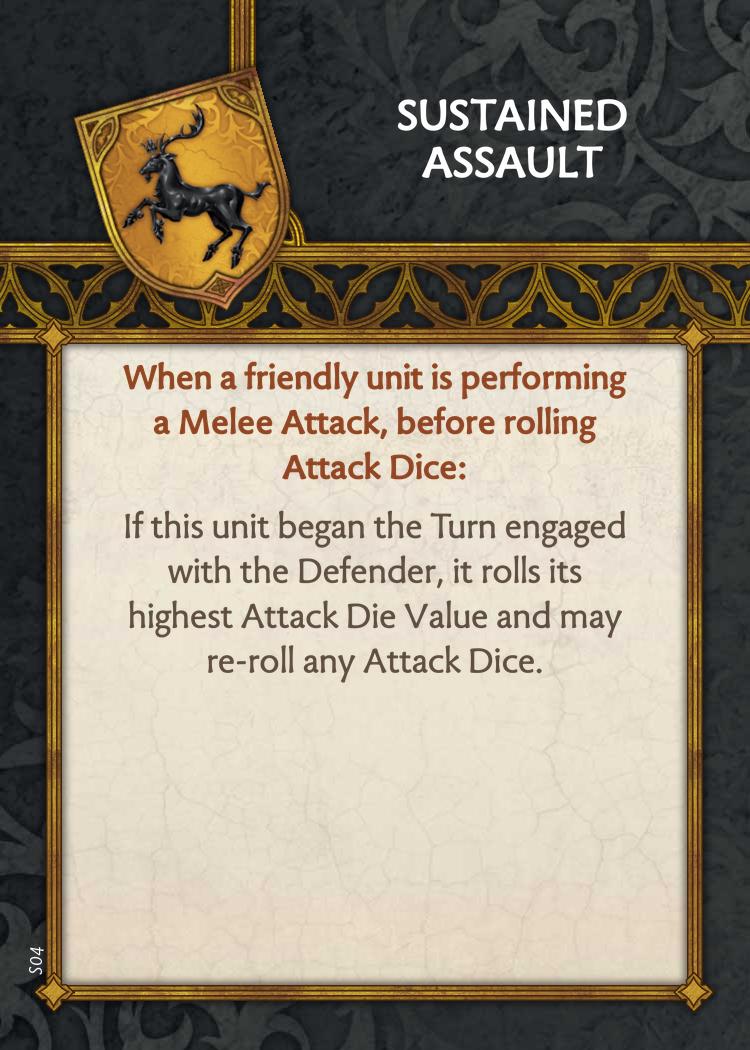 SUSTAINED
ASSAULT
When a friendly unit is performing
a Melee Attack, before rolling
Attack Dice:
If this unit began the Turn engaged
with the Defender, it rolls its
highest Attack Die Value and may
re-roll any Attack Dice.
S04